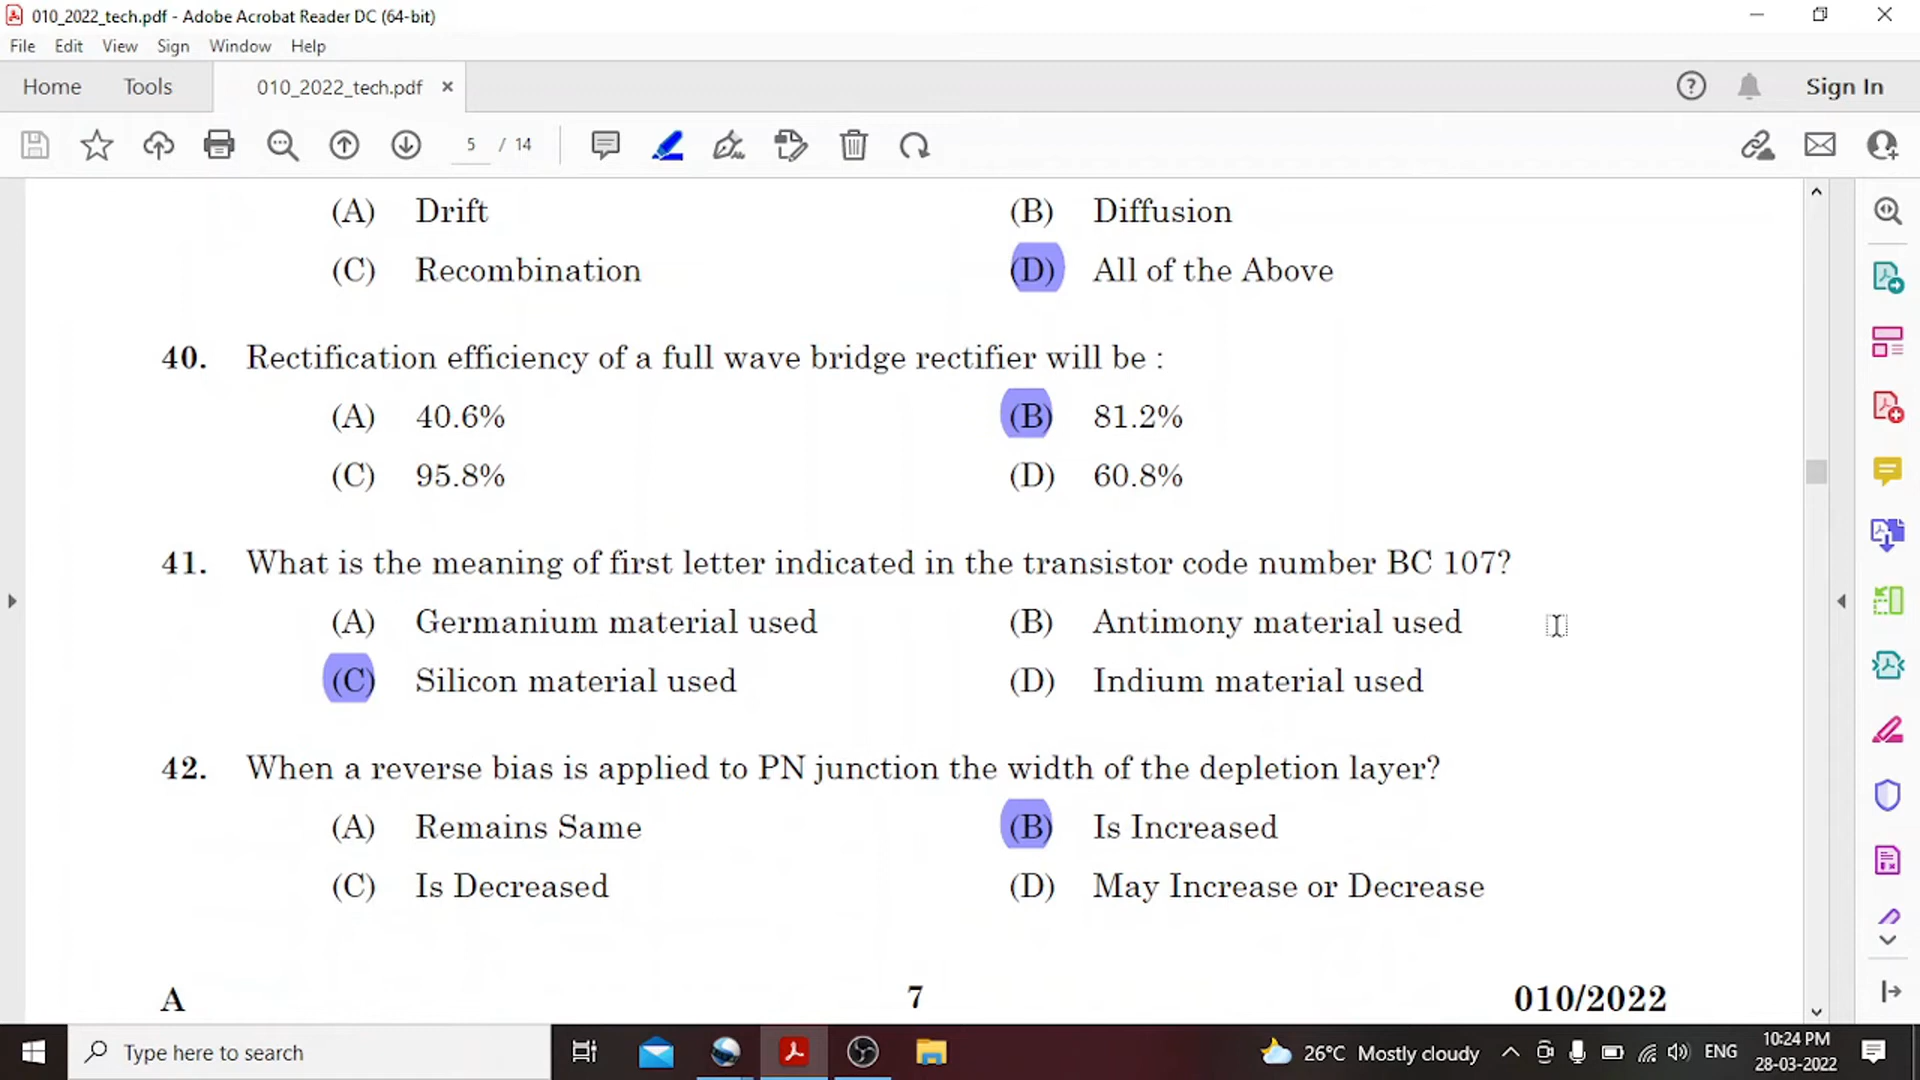 010_2022_tech.pdf - Adobe Acrobat Reader DC (64-bit)
File Edit View Sign Window Help
Home Tools 010_2022_tech.pdf × Sign In
5 / 14
(A) Drift (B) Diffusion
(C) Recombination (D) All of the Above
40. Rectification efficiency of a full wave bridge rectifier will be :
(A) 40.6% (B) 81.2%
(C) 95.8% (D) 60.8%
41. What is the meaning of first letter indicated in the transistor code number BC 107?
(A) Germanium material used (B) Antimony material used
(C) Silicon material used (D) Indium material used
42. When a reverse bias is applied to PN junction the width of the depletion layer?
(A) Remains Same (B) Is Increased
(C) Is Decreased (D) May Increase or Decrease
A 7 010/2022
Type here to search 26°C Mostly cloudy ENG 10:24 PM
28-03-2022